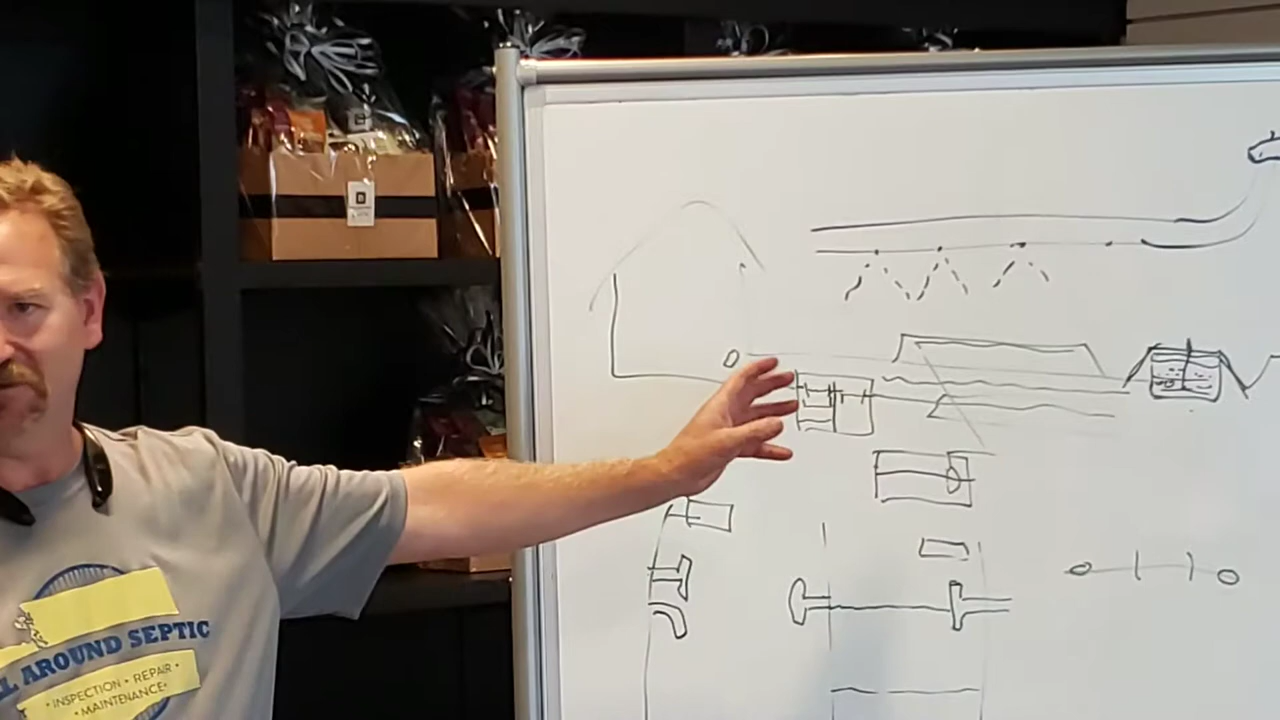 AROUND SEPTIC
• INSPECTION • REPAIR •
• MAINTENANCE •